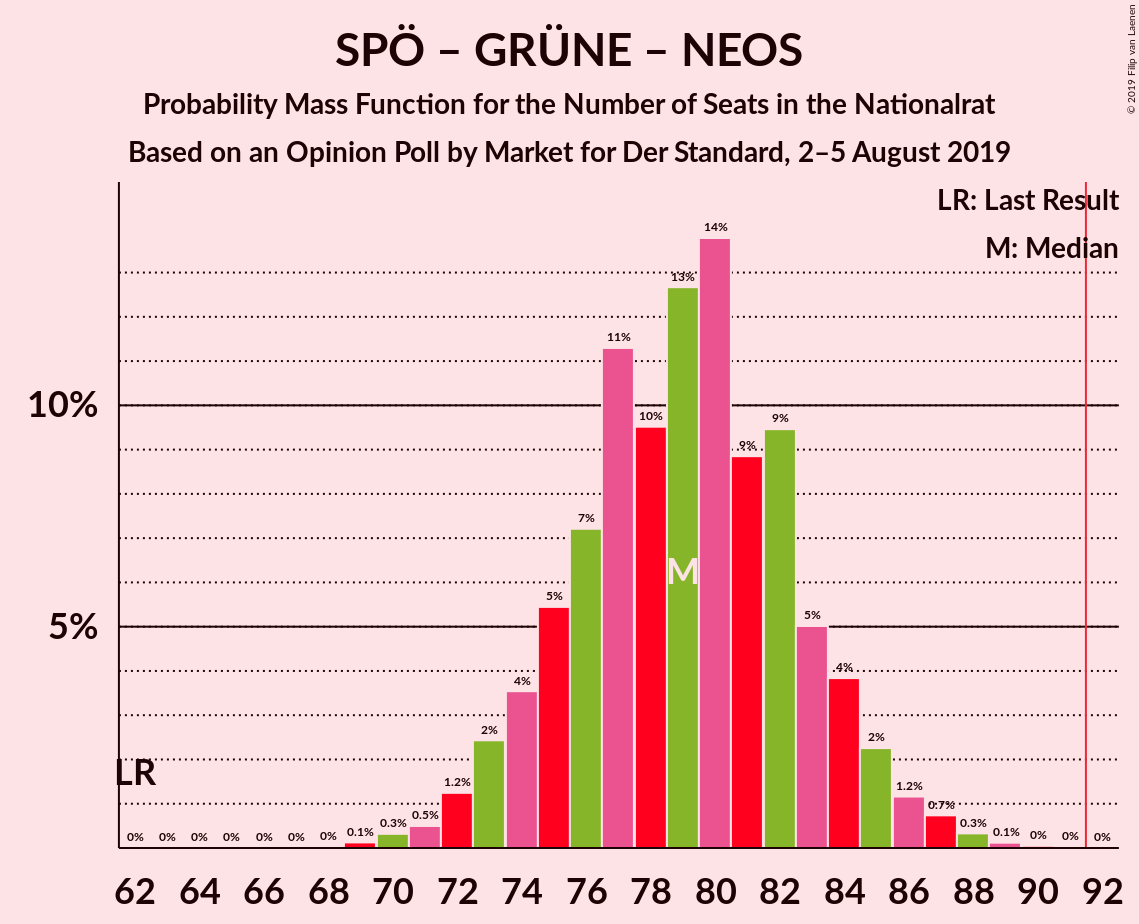 SPÖ – GRÜNE – NEOS
Probability Mass Function for the Number of Seats in the Nationalrat
Based on an Opinion Poll by Market for Der Standard, 2–5 August 2019
© 2019 Filip van Laenen
LR: Last Result
M: Median
10%
5%
LR
M
0% 0% 0% 0% 0% 0% 0% 0.1% 0.3% 0.5% 1.2% 2% 4% 5% 7% 11% 10% 13% 14% 9% 9% 5% 4% 2% 1.2% 0.7% 0.3% 0.1% 0% 0% 0%
62 64 66 68 70 72 74 76 78 80 82 84 86 88 90 92